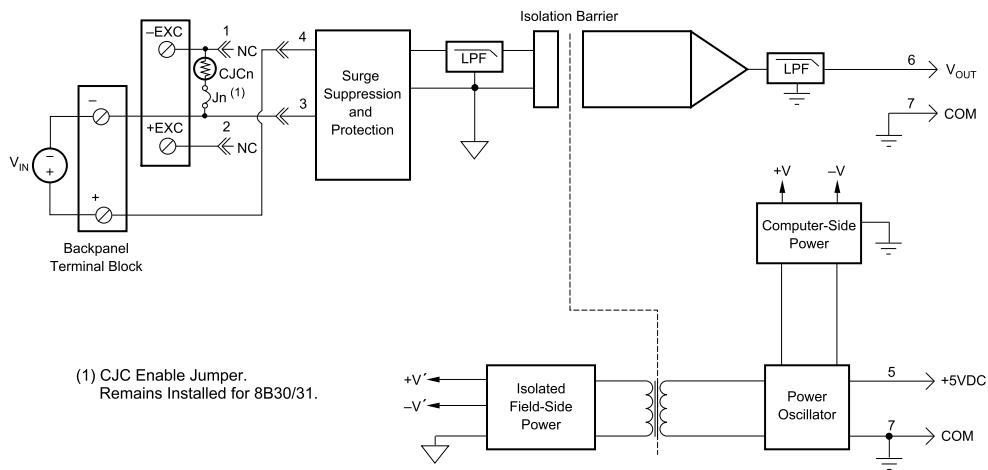 Isolation Barrier
–EXC
1
NC
CJCn
Jn (1)
4
3
+EXC
2
NC
Surge
Suppression
and
Protection
LPF
LPF
6
VOUT
7
COM
–
VIN
–
+
+
Backpanel
Terminal Block
+V
–V
Computer-Side
Power
(1) CJC Enable Jumper.
Remains Installed for 8B30/31.
+V´
–V´
Isolated
Field-Side
Power
Power
Oscillator
5
+5VDC
7
COM